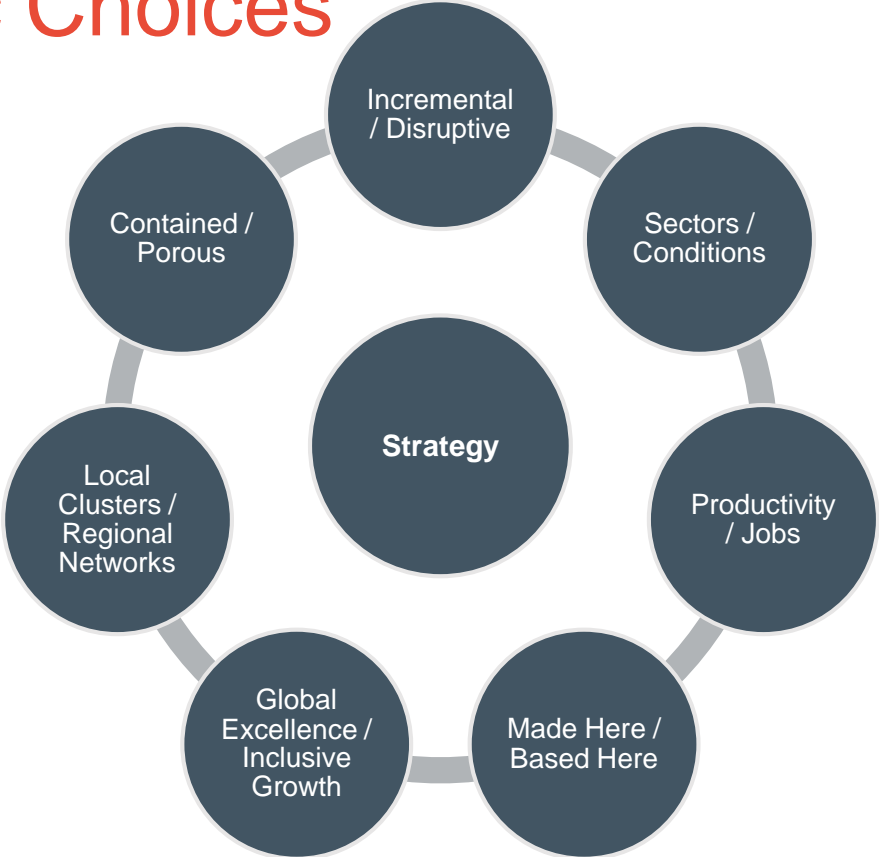 Choices
Incremental
/ Disruptive
Sectors /
Conditions
Productivity
/ Jobs
Made Here /
Based Here
Global
Excellence /
Inclusive
Growth
Local
Clusters /
Regional
Networks
Contained /
Porous
Strategy